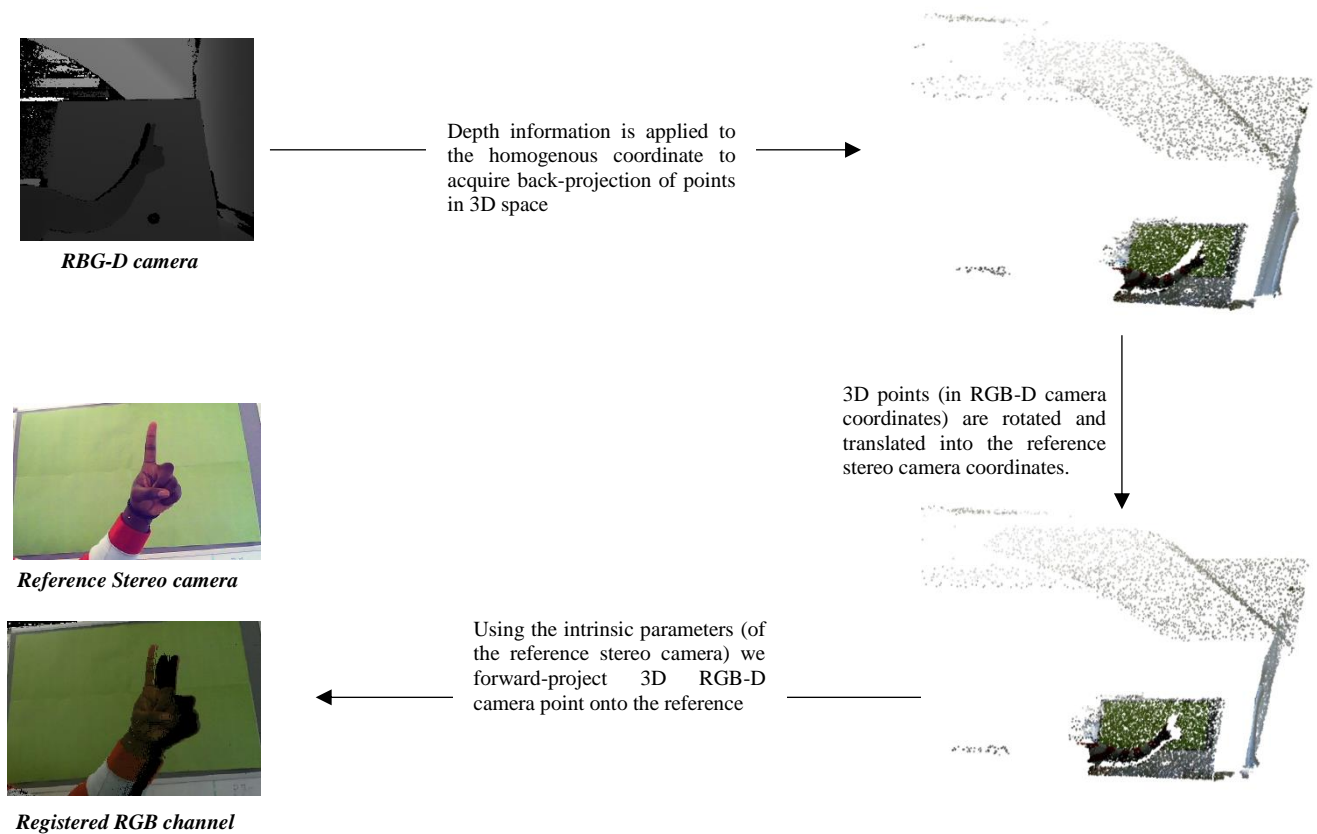 Depth information is applied to
the homogenous coordinate to
acquire back-projection of points
in 3D space
RBG-D camera
3D points (in RGB-D camera
coordinates) are rotated and
translated into the reference
stereo camera coordinates.
Reference Stereo camera
Using the intrinsic parameters (of
the reference stereo camera) we
forward-project 3D RGB-D
camera point onto the reference
Registered RGB channel